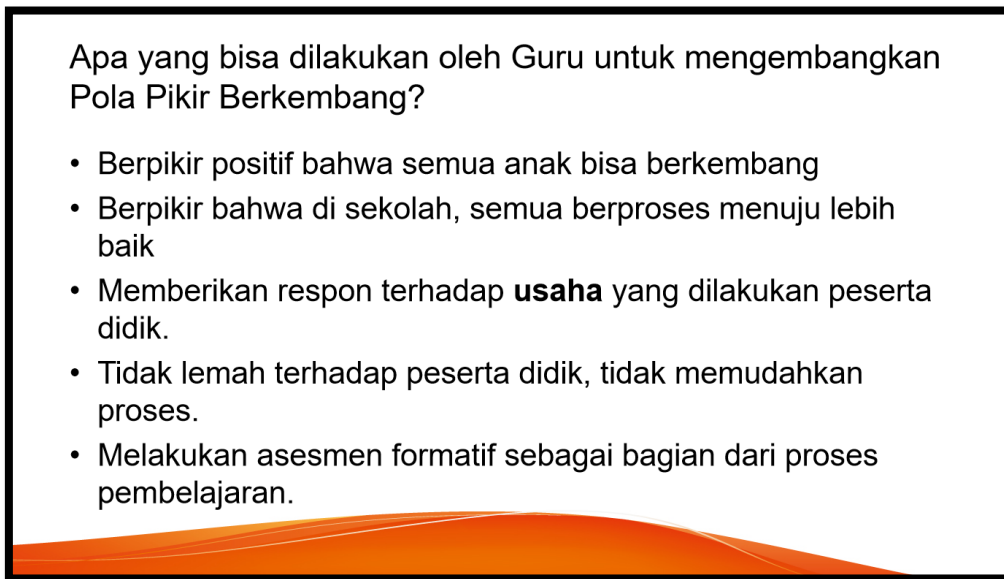 Apa yang bisa dilakukan oleh Guru untuk mengembangkan
Pola Pikir Berkembang?
• Berpikir positif bahwa semua anak bisa berkembang
• Berpikir bahwa di sekolah, semua berproses menuju lebih
baik
• Memberikan respon terhadap usaha yang dilakukan peserta
didik.
• Tidak lemah terhadap peserta didik, tidak memudahkan
proses.
• Melakukan asesmen formatif sebagai bagian dari proses
pembelajaran.